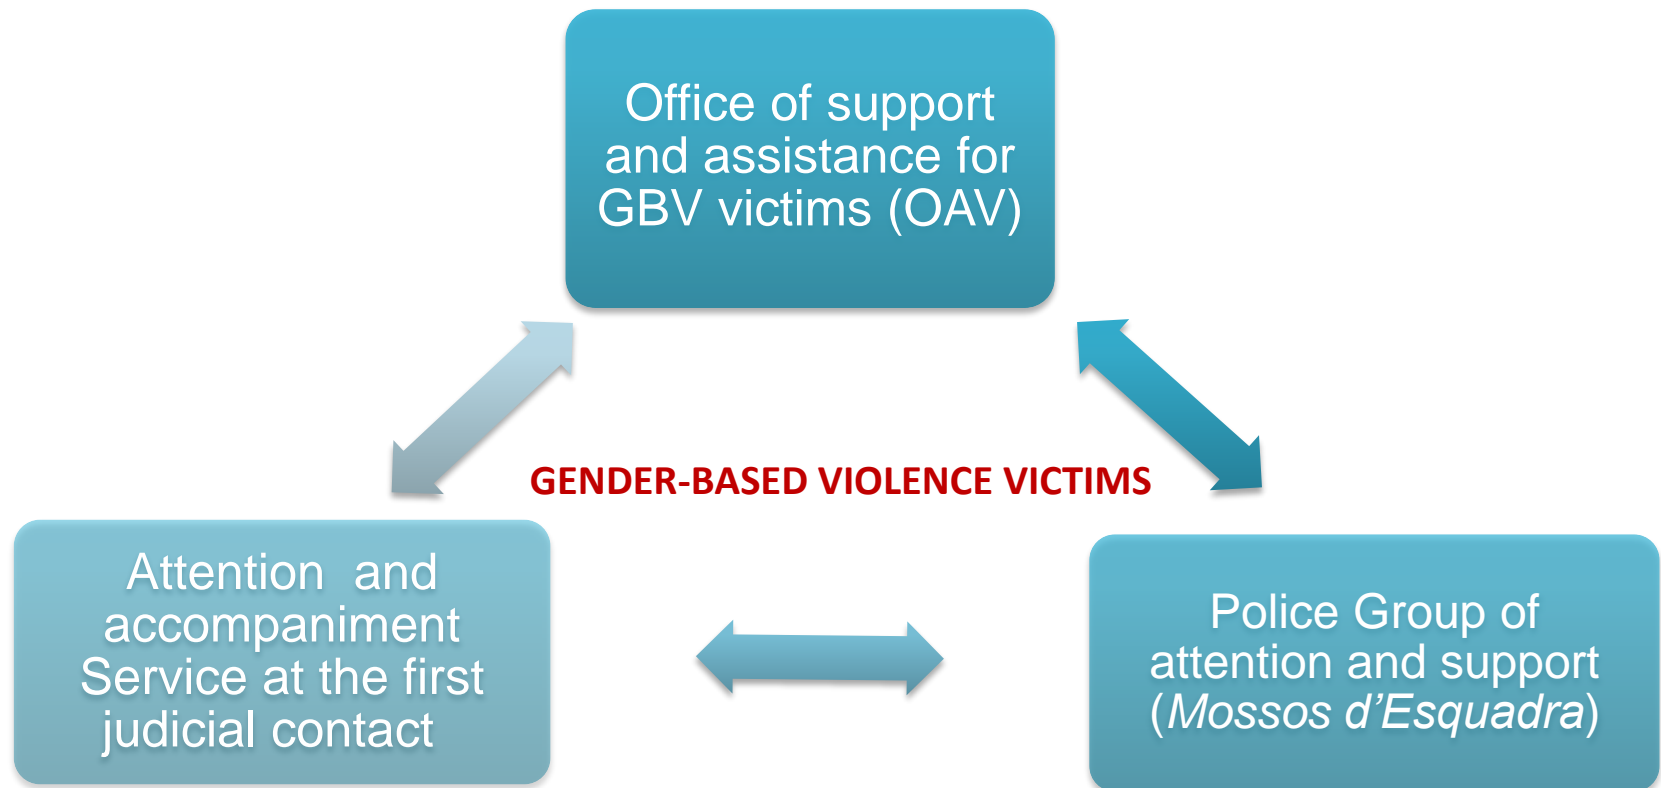 Office of support
and assistance for
GBV victims (OAV)
GENDER-BASED VIOLENCE VICTIMS
Attention and
accompaniment
Service at the first
judicial contact
Police Group of
attention and support
(Mossos d’Esquadra)